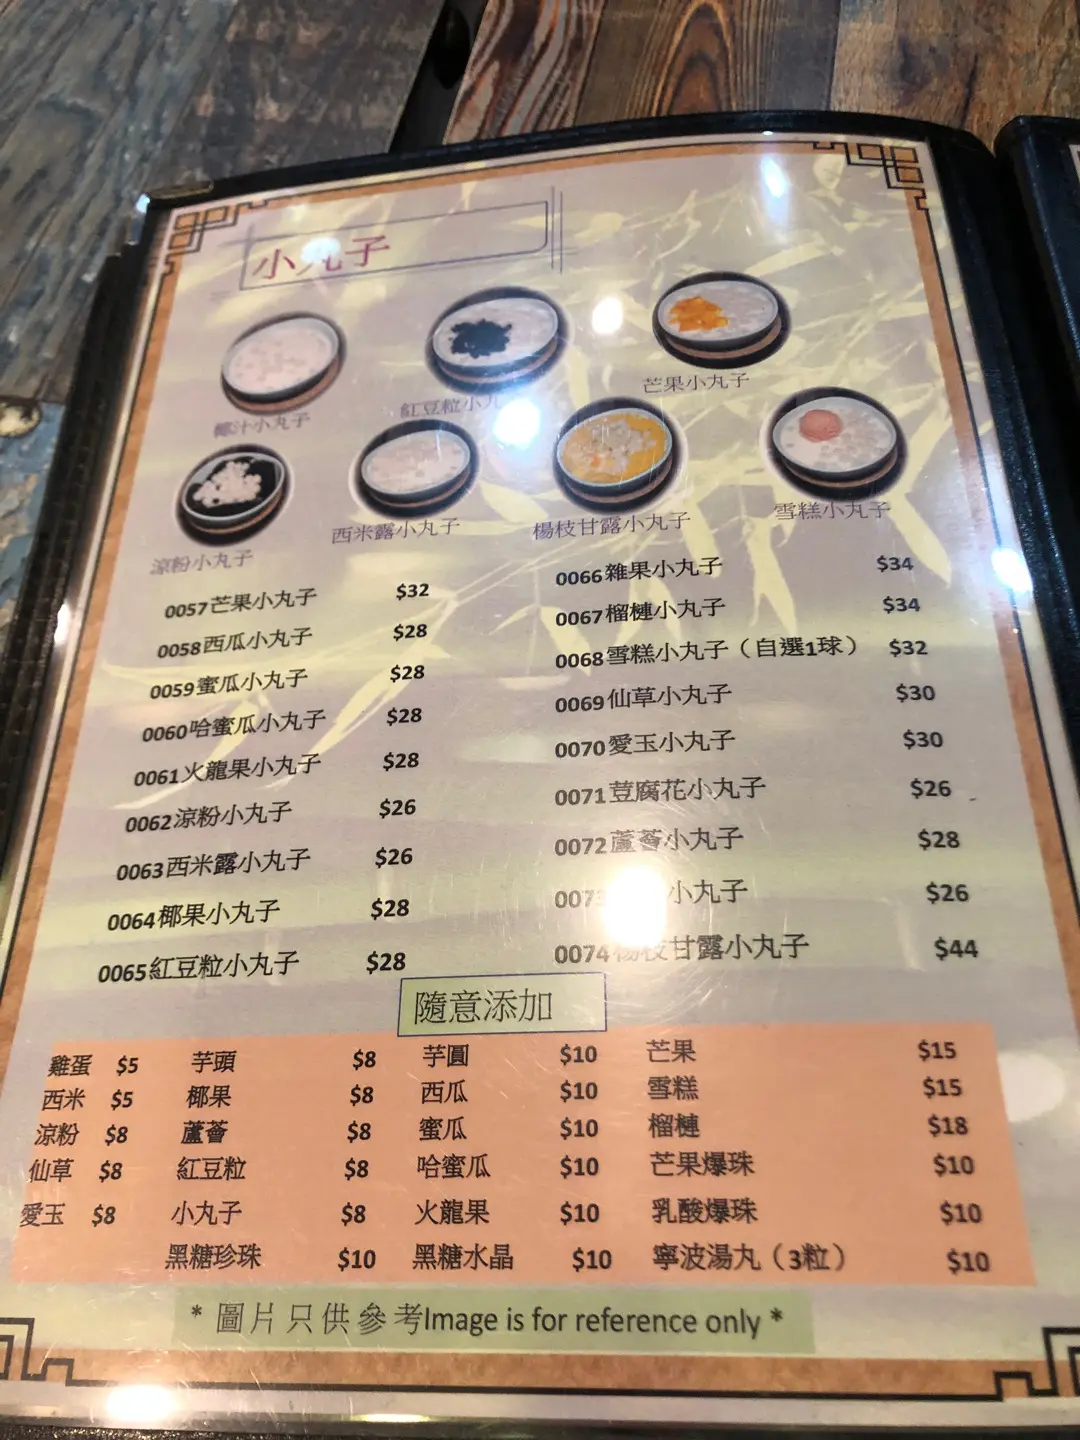 小丸子
椰汁小丸子
紅豆粒小丸
芒果小丸子
涼粉小丸子
西米露小丸子
楊枝甘露小丸子
雪糕小丸子
0057芒果小丸子 $32
0058西瓜小丸子 $28
0059蜜瓜小丸子 $28
0060哈蜜瓜小丸子 $28
0061火龍果小丸子 $28
0062涼粉小丸子 $26
0063西米露小丸子 $26
0064椰果小丸子 $28
0065紅豆粒小丸子 $28
0066雜果小丸子 $34
0067榴槤小丸子 $34
0068雪糕小丸子（自選1球） $32
0069仙草小丸子 $30
0070愛玉小丸子 $30
0071荳腐花小丸子 $26
0072蘆薈小丸子 $28
0073 小丸子 $26
0074楊枝甘露小丸子 $44
隨意添加
雞蛋 $5 芋頭 $8 芋圓 $10 芒果 $15
西米 $5 椰果 $8 西瓜 $10 雪糕 $15
涼粉 $8 蘆薈 $8 蜜瓜 $10 榴槤 $18
仙草 $8 紅豆粒 $8 哈蜜瓜 $10 芒果爆珠 $10
愛玉 $8 小丸子 $8 火龍果 $10 乳酸爆珠 $10
黑糖珍珠 $10 黑糖水晶 $10 寧波湯丸（3粒） $10
* 圖片只供參考Image is for reference only *